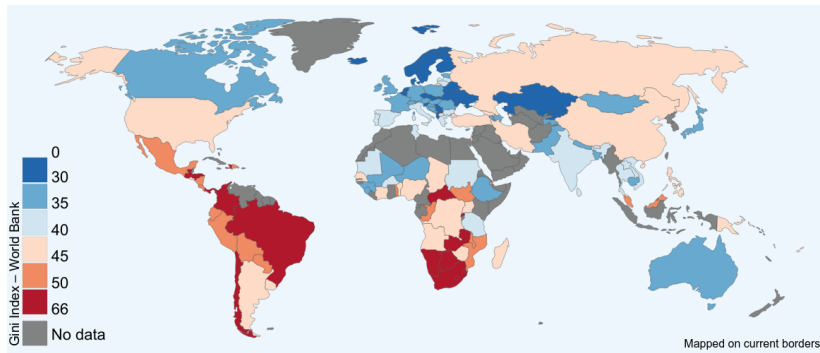 0
30
35
40
45
50
66
No data
Gini Index – World Bank
Mapped on current borders